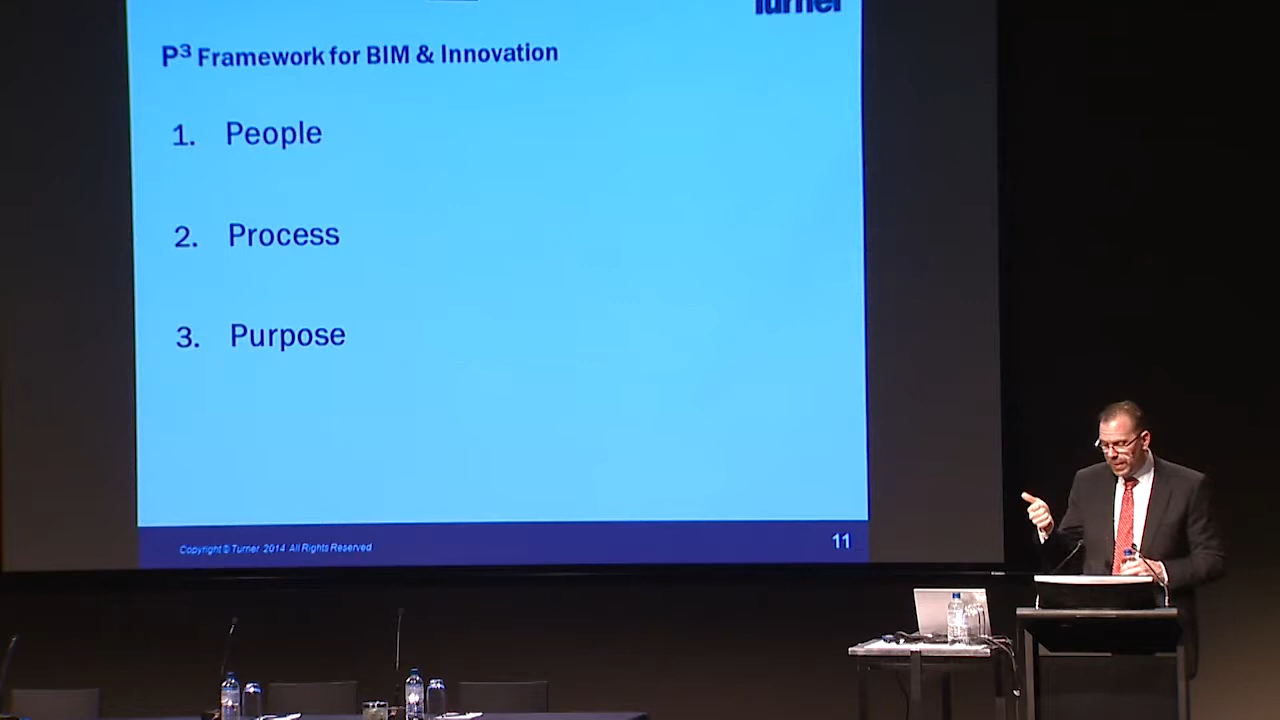 Turner
P³ Framework for BIM & Innovation
1. People
2. Process
3. Purpose
Copyright © Turner 2014 All Rights Reserved
11